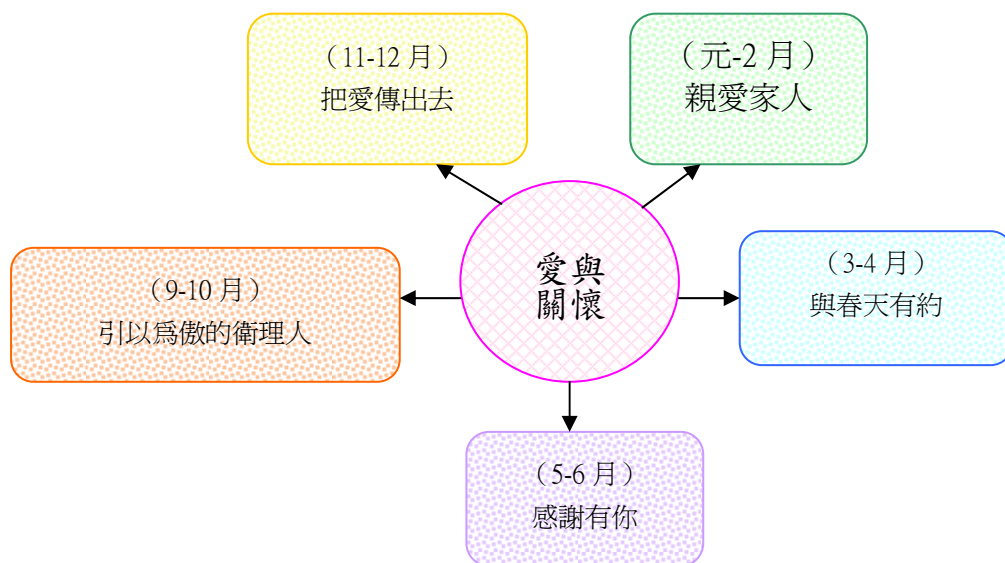 （11-12 月）
把愛傳出去
（元-2 月）
親愛家人
愛與
關懷
（9-10 月）
引以爲傲的衛理人
（3-4 月）
與春天有約
（5-6 月）
感謝有你